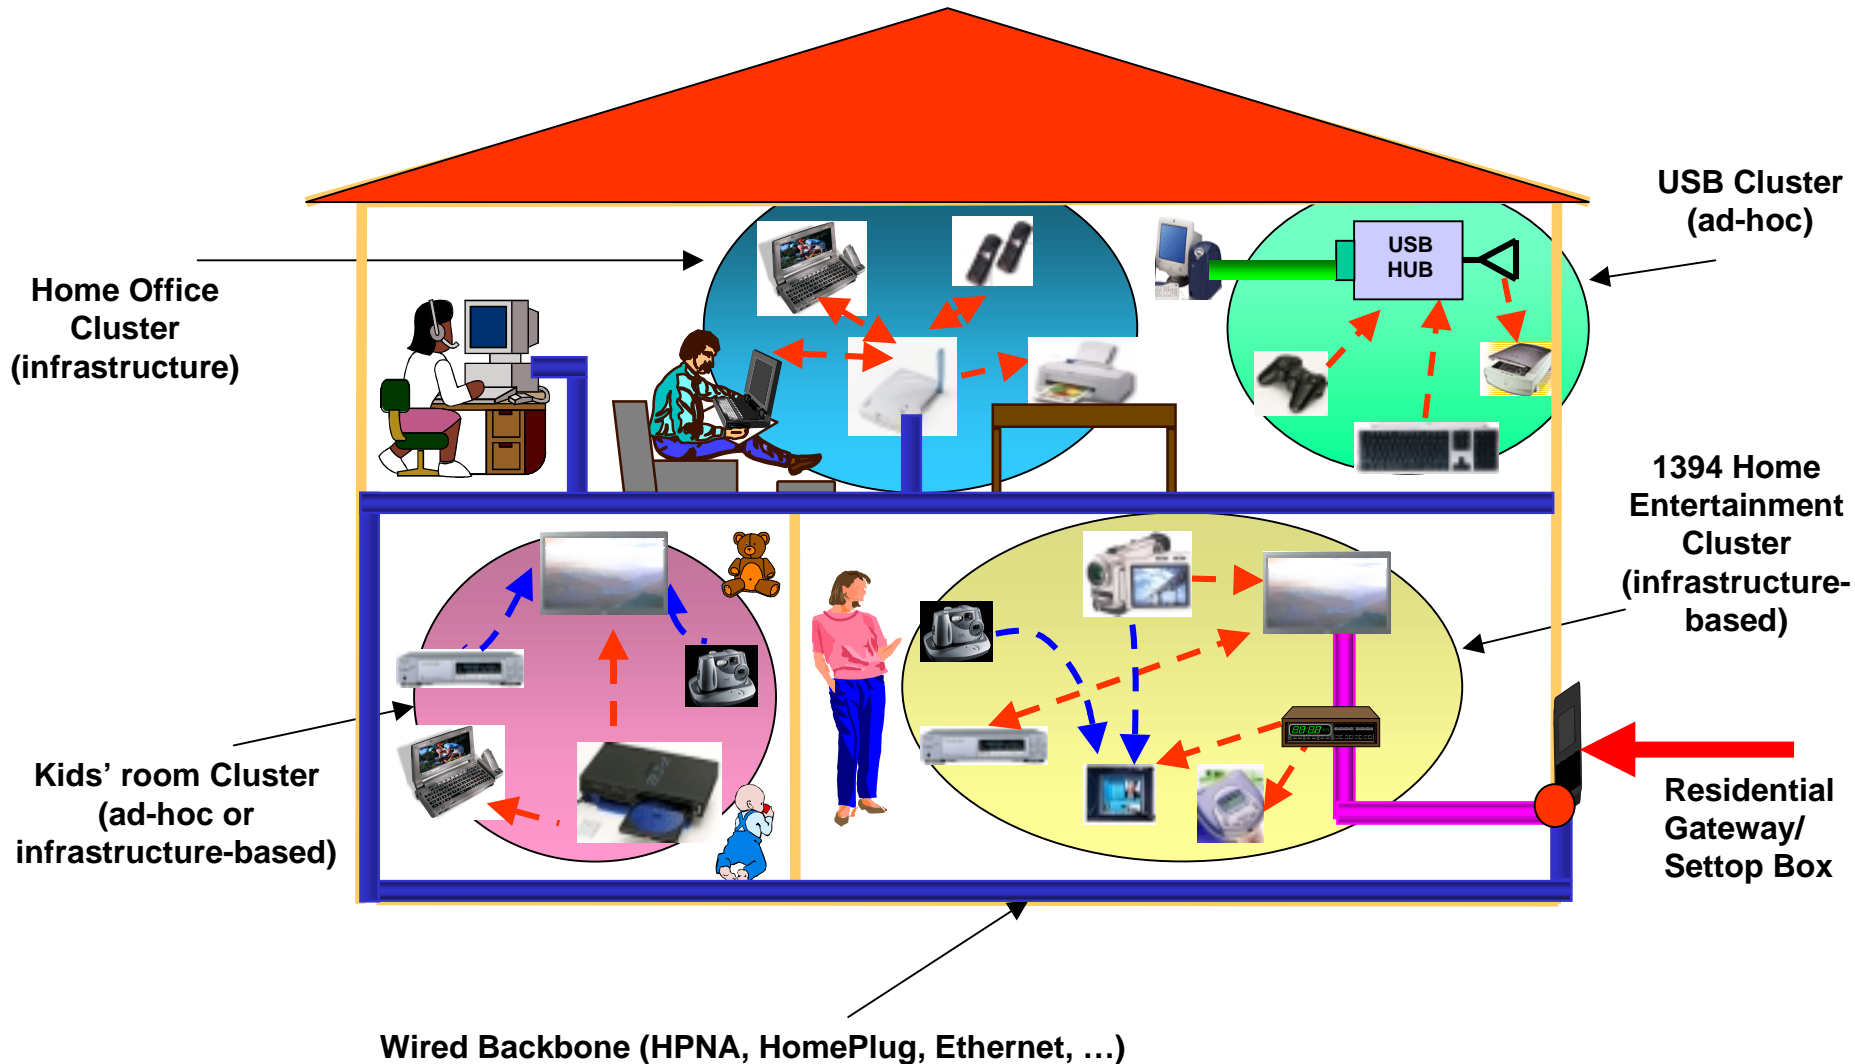 USB Cluster
(ad-hoc)
USB
HUB
Home Office
Cluster
(infrastructure)
1394 Home
Entertainment
Cluster
(infrastructure-
based)
Kids’ room Cluster
(ad-hoc or
infrastructure-based)
Residential
Gateway/
Settop Box
Wired Backbone (HPNA, HomePlug, Ethernet, …)